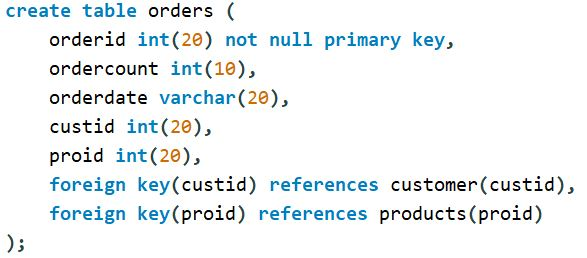 create table orders (
    orderid int(20) not null primary key,
    ordercount int(10),
    orderdate varchar(20),
    custid int(20),
    proid int(20),
    foreign key(custid) references customer(custid),
    foreign key(proid) references products(proid)
);